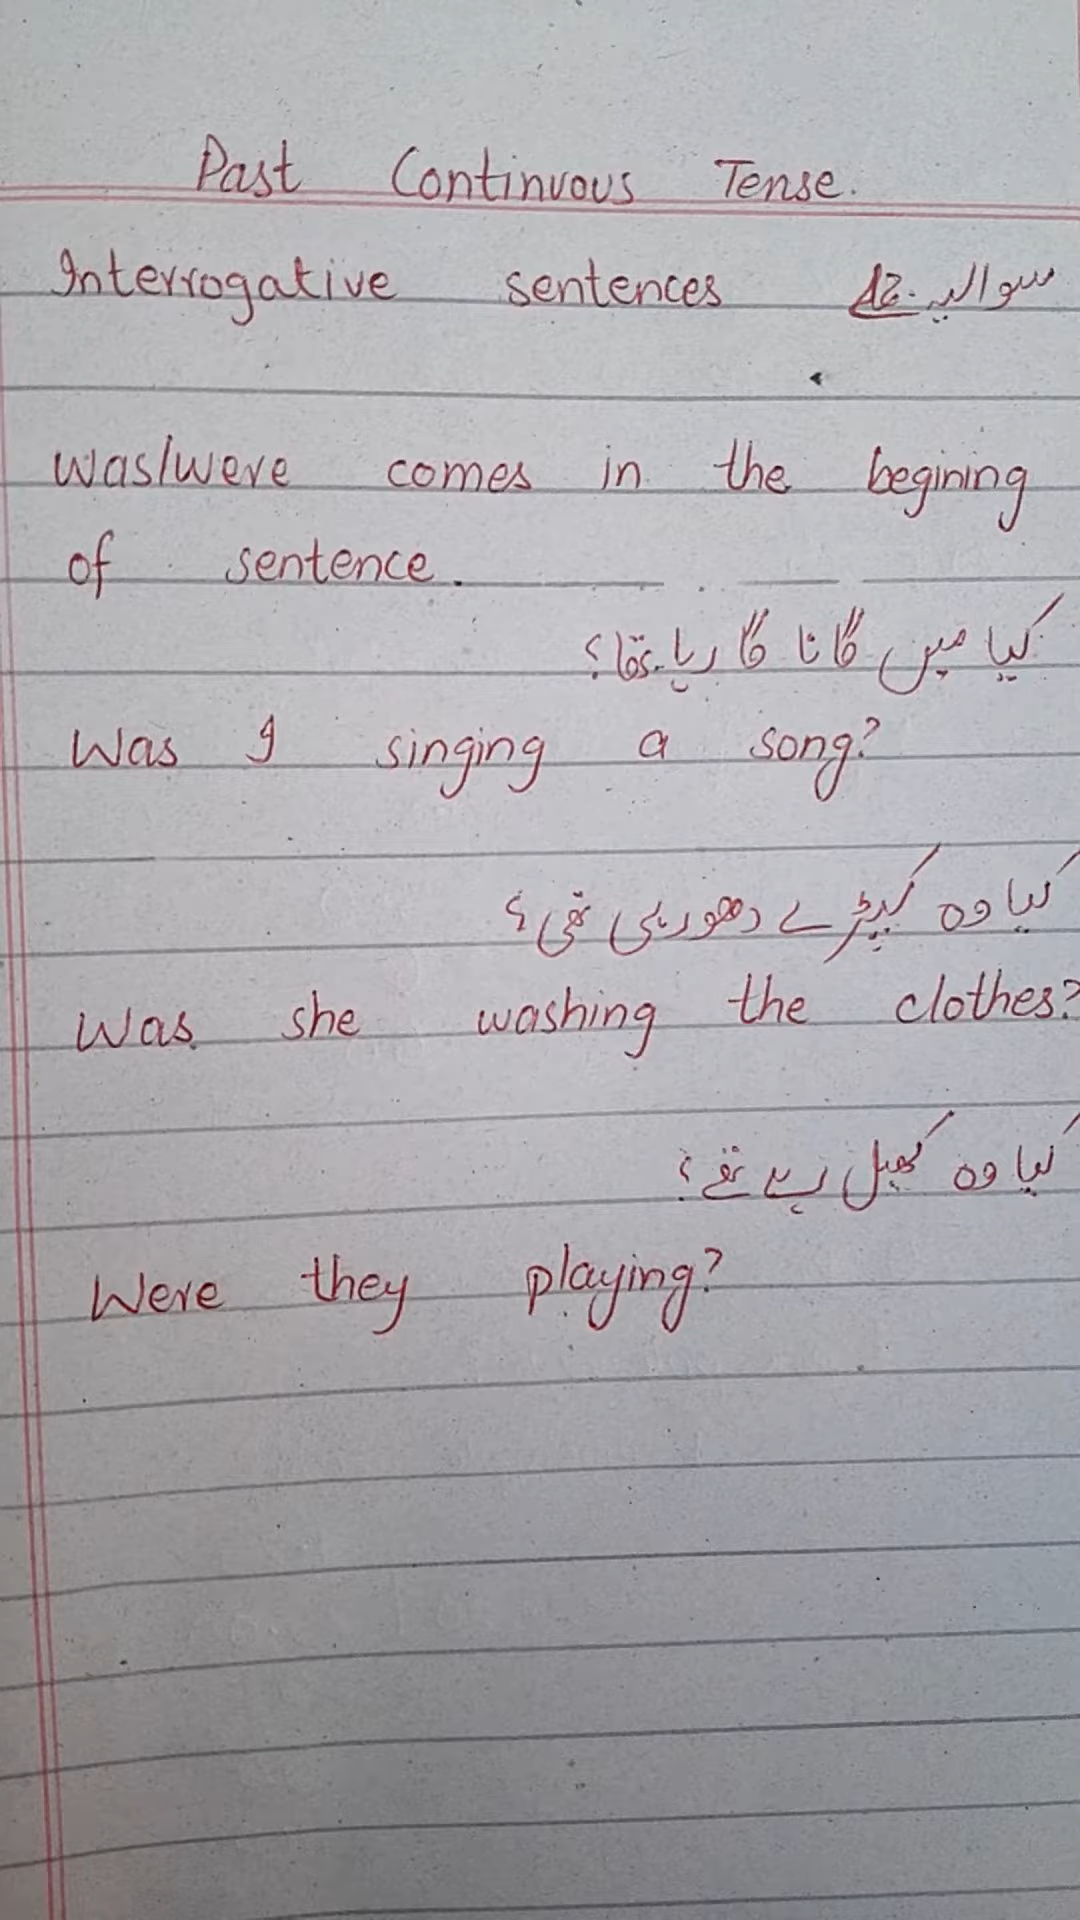 Past Continuous Tense.
Interrogative sentences سوالیہ جملے
was/were comes in the begining
of sentence.
کیا میں گانا گا رہا تھا؟
Was I singing a song?
کیا وہ کپڑے دھو رہی تھی؟
Was she washing the clothes?
کیا وہ کھیل رہے تھے؟
Were they playing?